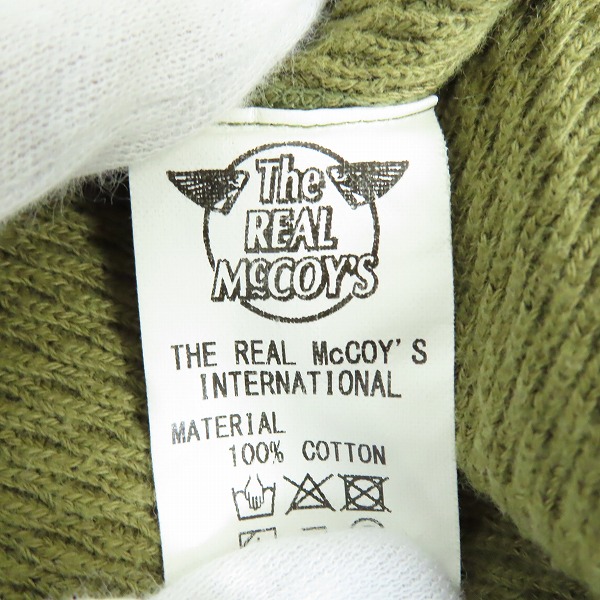 The
REAL
McCOY'S
THE REAL McCOY'S
INTERNATIONAL
MATERIAL
100% COTTON